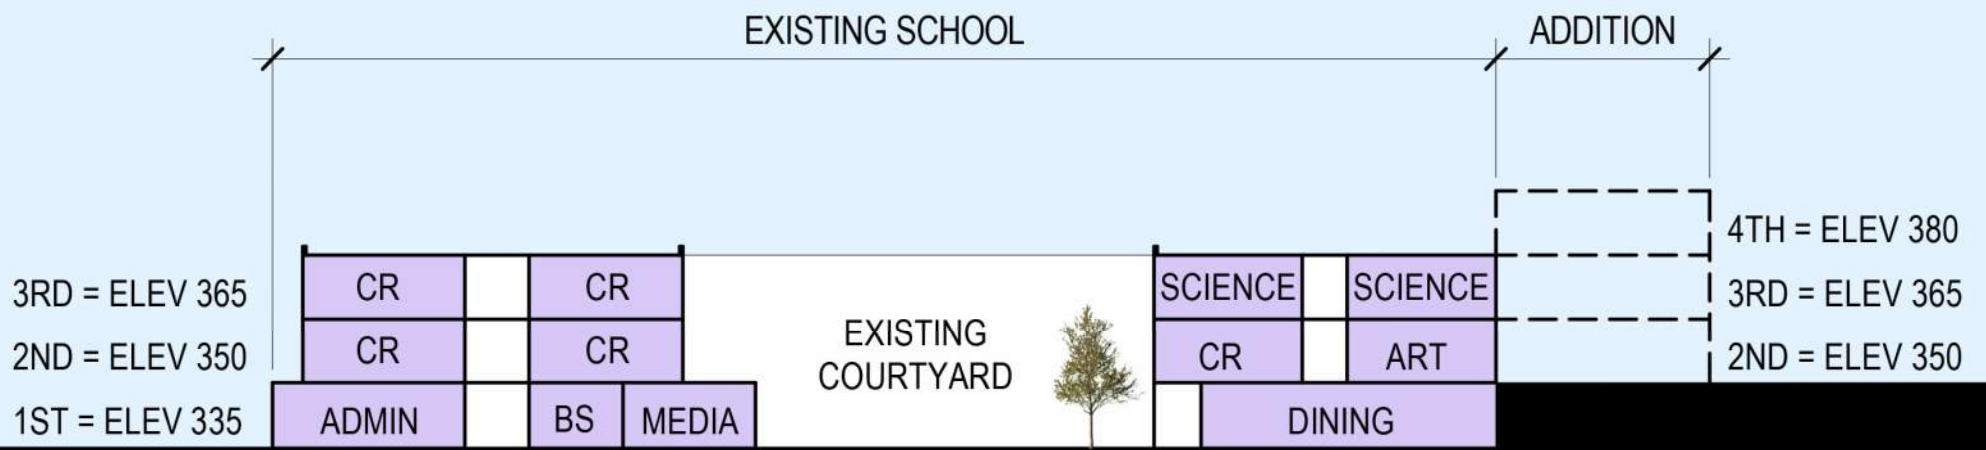 EXISTING SCHOOL
ADDITION
4TH = ELEV 380
3RD = ELEV 365
CR
CR
SCIENCE
SCIENCE
3RD = ELEV 365
2ND = ELEV 350
CR
CR
EXISTING
COURTYARD
CR
ART
2ND = ELEV 350
1ST = ELEV 335
ADMIN
BS
MEDIA
DINING